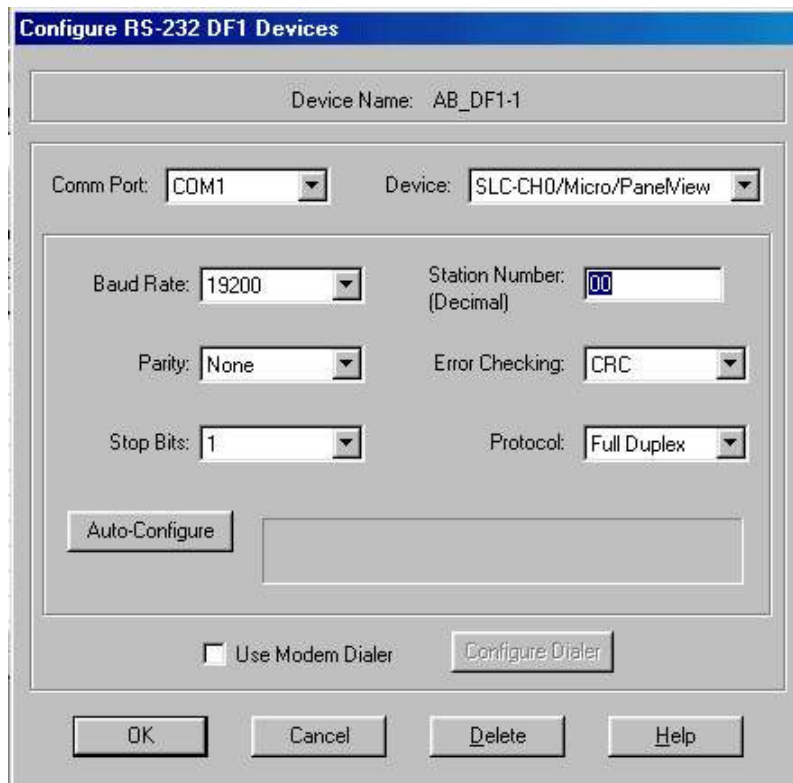 Configure RS-232 DF1 Devices
Device Name: AB_DF1-1
Comm Port: COM1 Device: SLC-CH0/Micro/PanelView
Baud Rate: 19200 Station Number: 00
(Decimal)
Parity: None Error Checking: CRC
Stop Bits: 1 Protocol: Full Duplex
Auto-Configure
Use Modem Dialer Configure Dialer
OK Cancel Delete Help